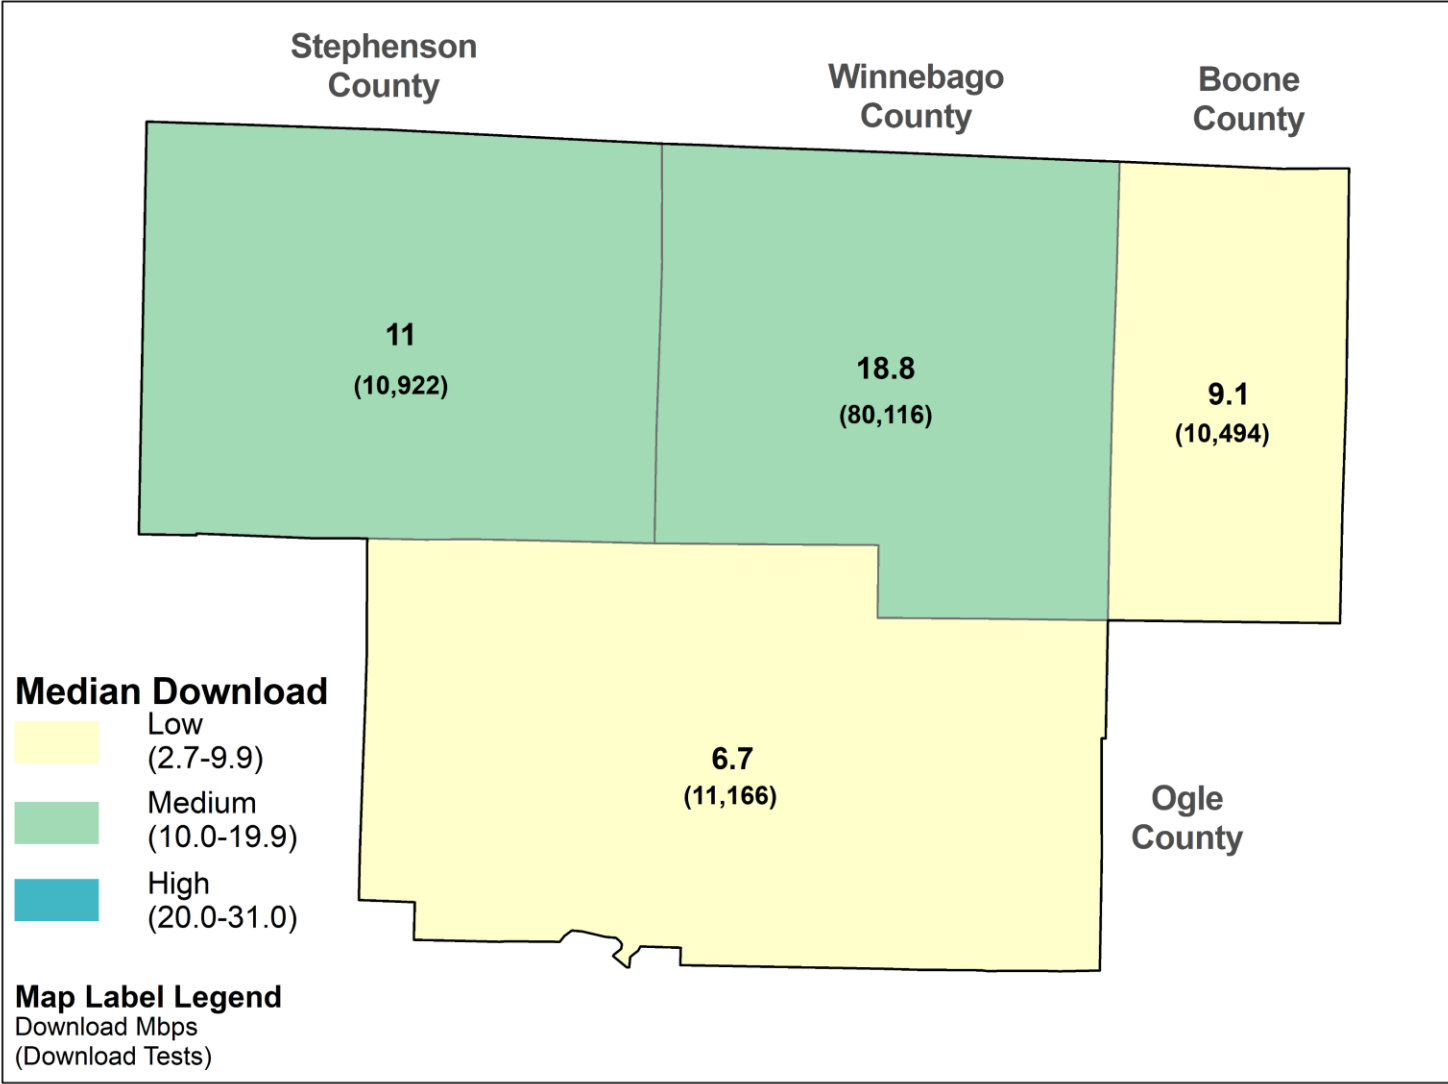 Stephenson
County
Winnebago
County
Boone
County
11
(10,922)
18.8
(80,116)
9.1
(10,494)
6.7
(11,166)
Ogle
County
Median Download
Low
(2.7-9.9)
Medium
(10.0-19.9)
High
(20.0-31.0)
Map Label Legend
Download Mbps
(Download Tests)